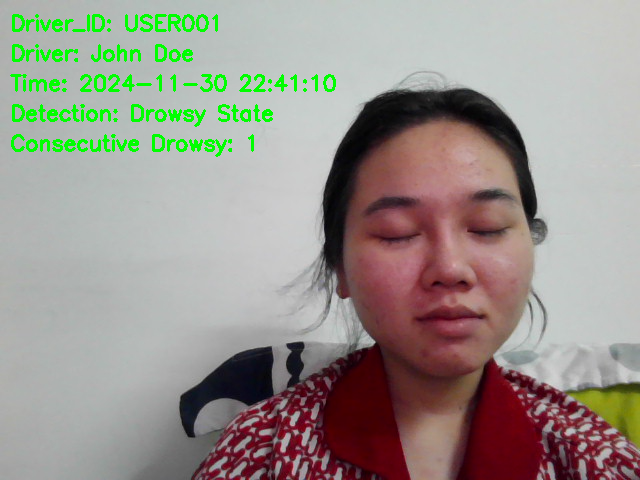 Driver_ID: USER001
Driver: John Doe
Time: 2024-11-30 22:41:10
Detection: Drowsy State
Consecutive Drowsy: 1